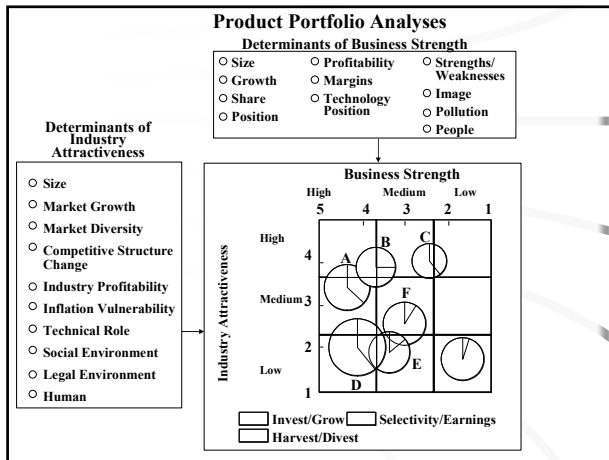 Product Portfolio Analyses
Determinants of Business Strength
○ Size
○ Growth
○ Share
○ Position
○ Profitability
○ Margins
○ Technology
Position
○ Strengths/
Weaknesses
○ Image
○ Pollution
○ People
Determinants of
Industry
Attractiveness
○ Size
○ Market Growth
○ Market Diversity
○ Competitive Structure
Change
○ Industry Profitability
○ Inflation Vulnerability
○ Technical Role
○ Social Environment
○ Legal Environment
○ Human
Business Strength
High Medium Low
5 4 3 2 1
Industry Attractiveness
High
4
Medium
3
2
Low
1
A
B
C
F
E
D
Invest/Grow
Selectivity/Earnings
Harvest/Divest